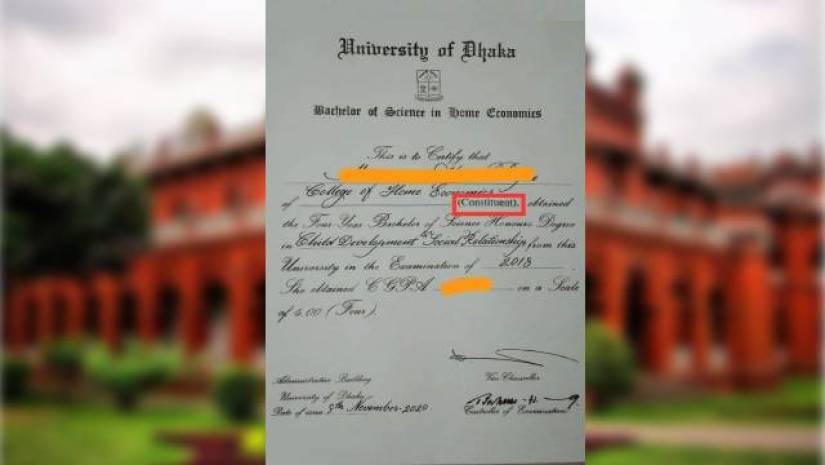 University of Dhaka
Bachelor of Science in Home Economics
This is to Certify that
of College of Home Economics (Constituent), obtained
the Four Year Bachelor of Science Honours Degree
in Child Development & Social Relationship from this
University in the Examination of 2018
She obtained C G P A on a Scale
of 4.00 (Four).
Vice Chancellor
Administrative Building
University of Dhaka
Date of issue 9th November-2020
Controller of Examinations